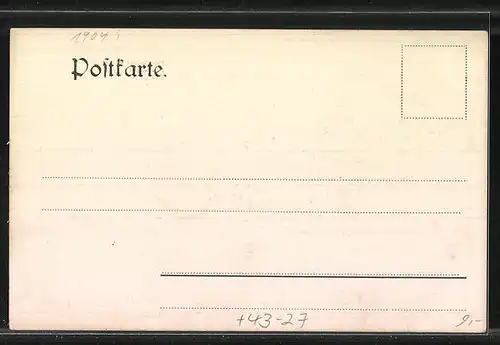 1904
Postkarte.
+43-27
9,-